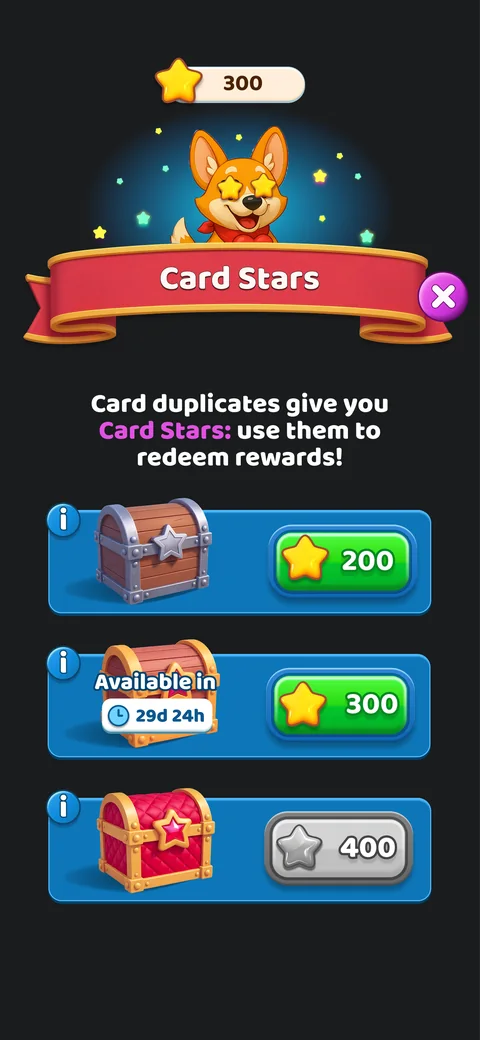 300
Card Stars
Card duplicates give you
Card Stars: use them to
redeem rewards!
i
200
i
Available in
29d 24h
300
i
400